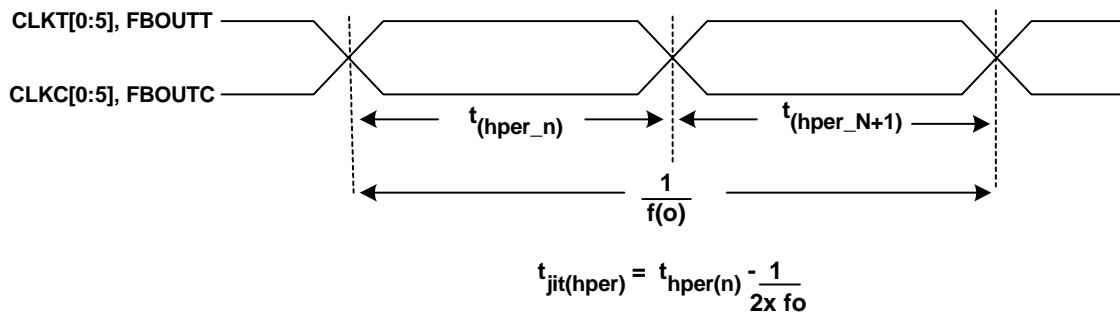 CLKT[0:5], FBOUTT
CLKC[0:5], FBOUTC
t(hper_n)
t(hper_N+1)
1
f(o)
tjit(hper) = thper(n) - 1
2x fo